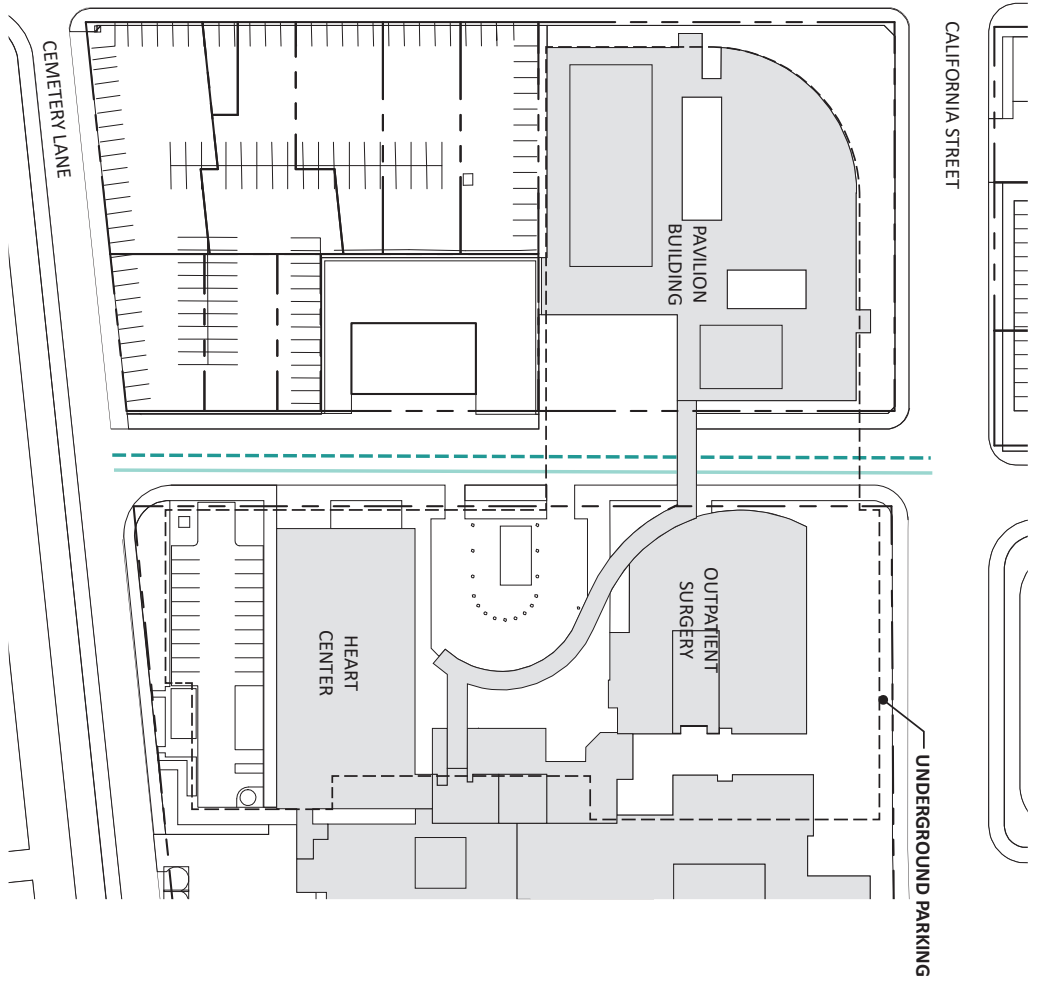 CEMETERY LANE
CALIFORNIA STREET
PAVILION
BUILDING
OUTPATIENT
SURGERY
HEART
CENTER
UNDERGROUND PARKING